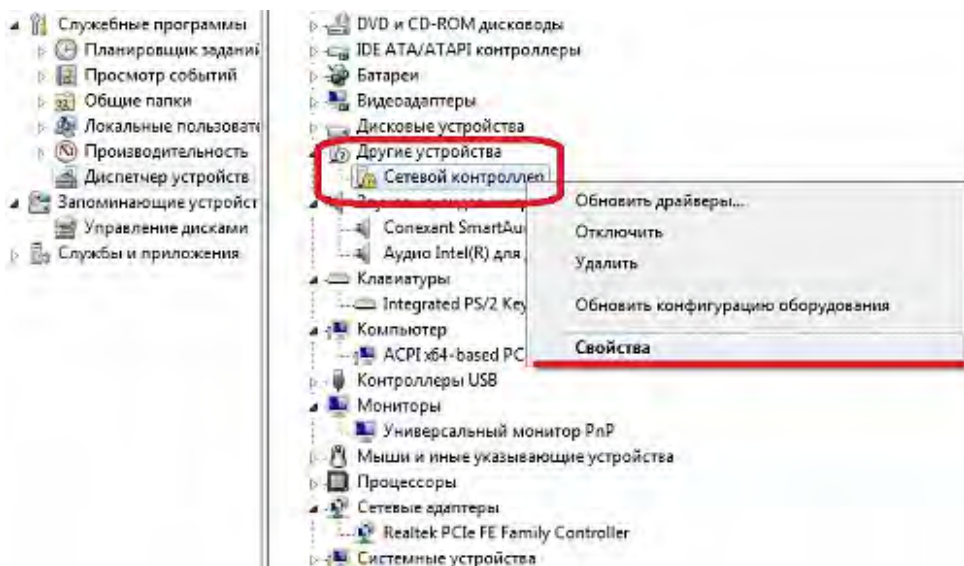 Служебные программы
Планировщик заданий
Просмотр событий
Общие папки
Локальные пользовате
Производительность
Диспетчер устройств
Запоминающие устройст
Управление дисками
Службы и приложения
DVD и CD-ROM дисководы
IDE ATA/ATAPI контроллеры
Батареи
Видеоадаптеры
Дисковые устройства
Другие устройства
Сетевой контроллер
Conexant SmartAu
Аудио Intel(R) для
Клавиатуры
Integrated PS/2 Key
Компьютер
ACPI x64-based PC
Контроллеры USB
Мониторы
Универсальный монитор PnP
Мыши и иные указывающие устройства
Процессоры
Сетевые адаптеры
Realtek PCIe FE Family Controller
Системные устройства
Обновить драйверы...
Отключить
Удалить
Обновить конфигурацию оборудования
Свойства